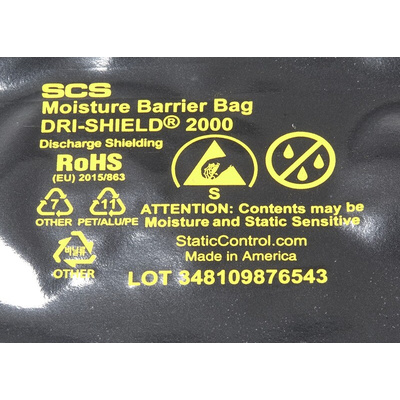 SCS
Moisture Barrier Bag
DRI-SHIELD® 2000
Discharge Shielding
RoHS
(EU) 2015/863
S
7
11
OTHER PET/ALU/PE
ATTENTION: Contents may be
Moisture and Static Sensitive
OTHER
StaticControl.com
Made in America
LOT 348109876543